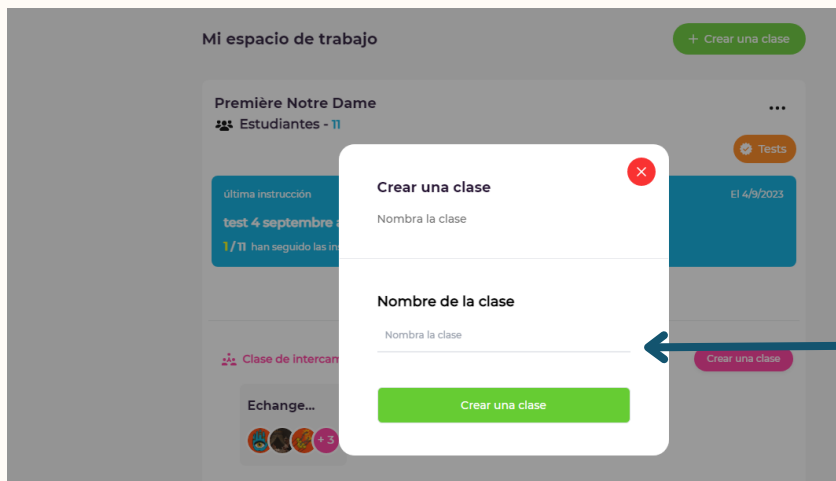 Mi espacio de trabajo
+ Crear una clase
Première Notre Dame
Estudiantes - 11
Tests
última instrucción
El 4/9/2023
test 4 septembre
1 / 11 han seguido las
Crear una clase
Nombra la clase
Nombre de la clase
Nombra la clase
Crear una clase
Clase de
Crear una clase
Echange...
+ 3